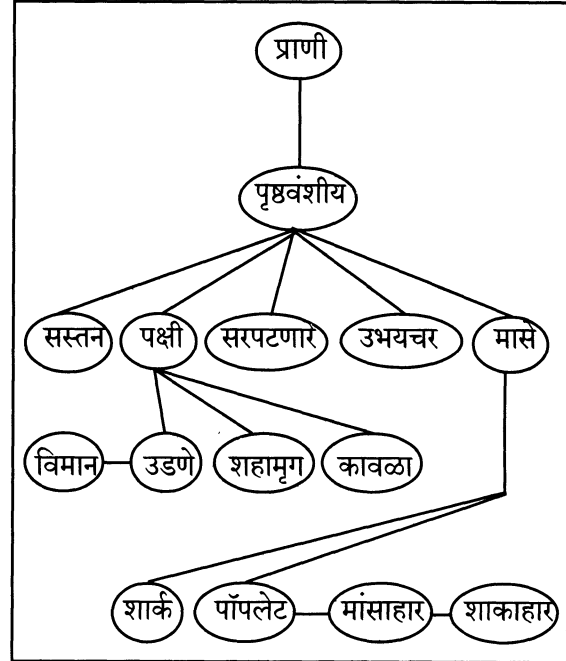 प्राणी
पृष्ठवंशीय
सस्तन पक्षी सरपटणारे उभयचर मासे
विमान उडणे शहामृग कावळा
शार्क पॉपलेट मांसाहार शाकाहार